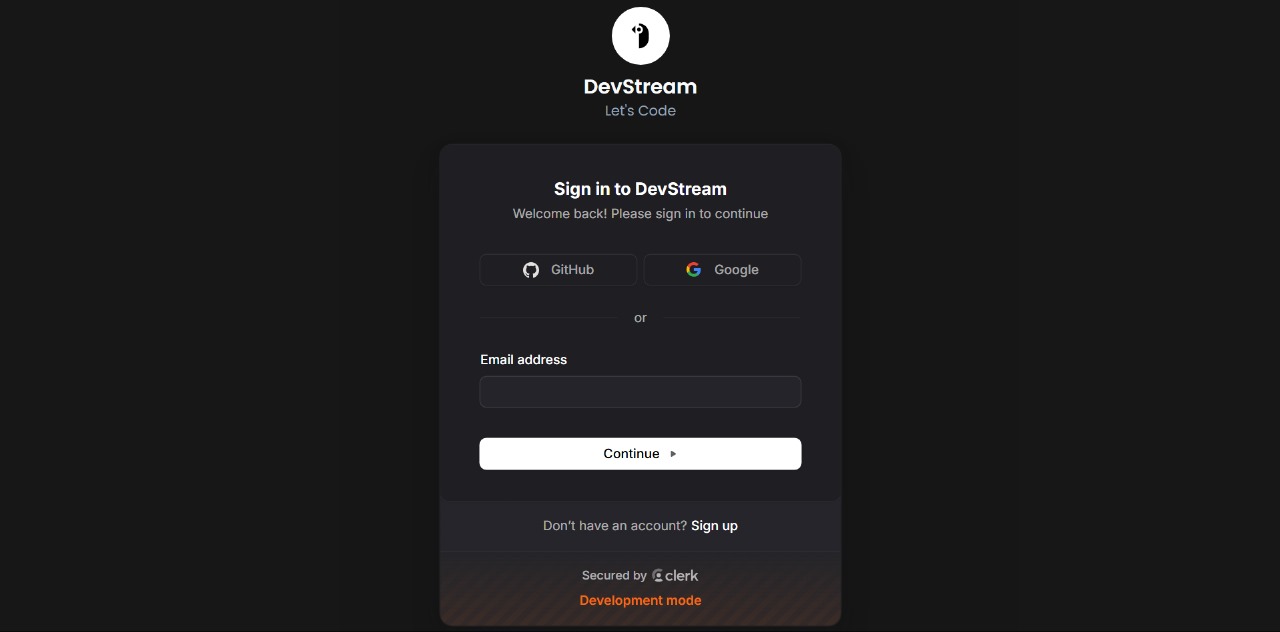 DevStream
Let's Code
Sign in to DevStream
Welcome back! Please sign in to continue
GitHub
Google
or
Email address
Continue
Don't have an account? Sign up
Secured by clerk
Development mode